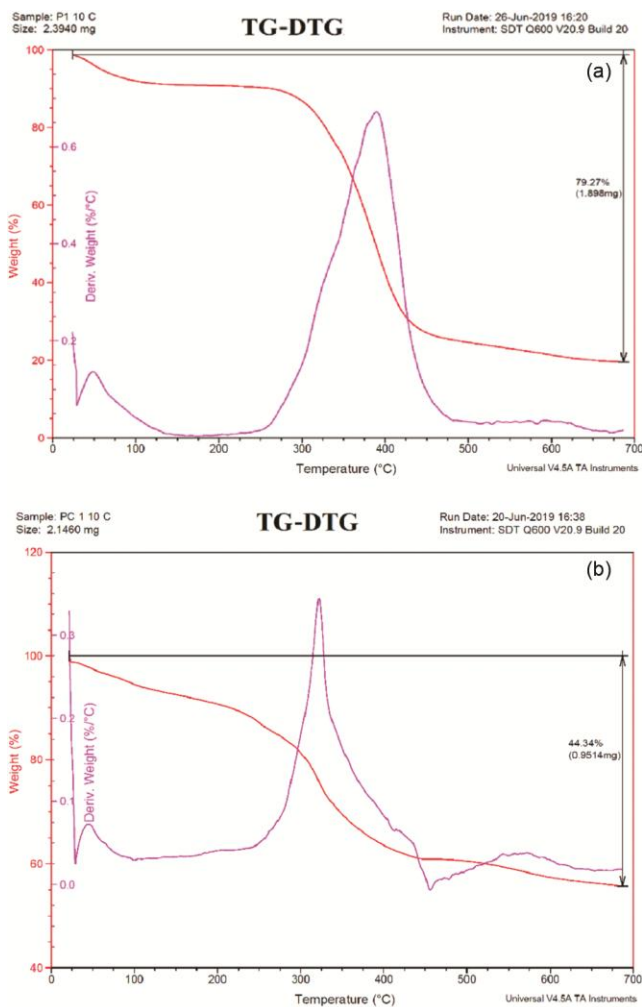 Sample: P1 10 C
Size: 2.3940 mg
TG-DTG
Run Date: 26-Jun-2019 16:20
Instrument: SDT Q600 V20.9 Build 20
(a)
100
80
60
40
20
0
Weight (%)
0.6
0.4
0.2
Deriv. Weight (%/°C)
79.27%
(1.898mg)
0 100 200 300 400 500 600 700
Temperature (°C)
Universal V4.5A TA Instruments
Sample: PC 1 10 C
Size: 2.1460 mg
TG-DTG
Run Date: 20-Jun-2019 16:38
Instrument: SDT Q600 V20.9 Build 20
(b)
120
100
80
60
40
Weight (%)
0.3
0.2
0.1
0.0
Deriv. Weight (%/°C)
44.34%
(0.9514mg)
0 100 200 300 400 500 600 700
Temperature (°C)
Universal V4.5A TA Instruments